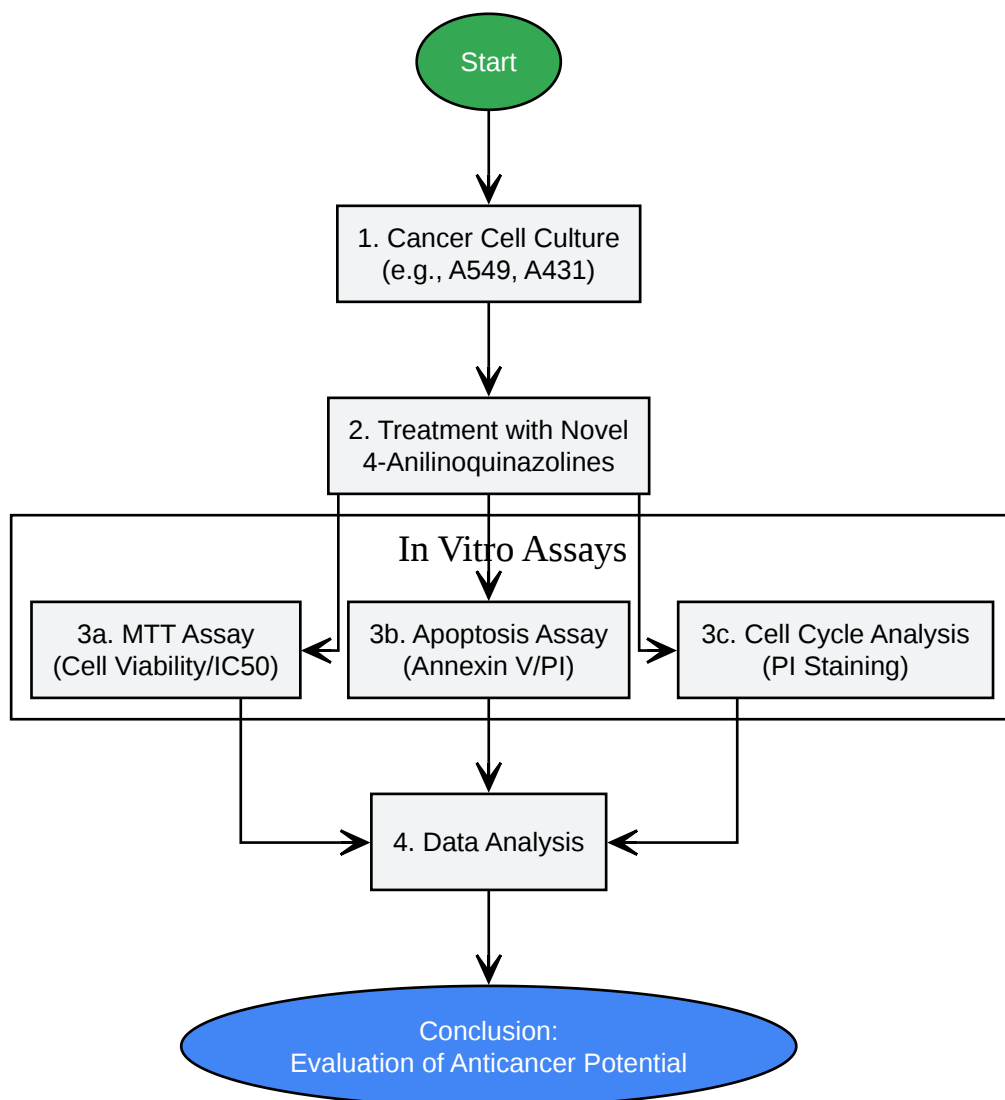 Start
1. Cancer Cell Culture
(e.g., A549, A431)
2. Treatment with Novel
4-Anilinoquinazolines
In Vitro Assays
3a. MTT Assay
(Cell Viability/IC50)
3b. Apoptosis Assay
(Annexin V/PI)
3c. Cell Cycle Analysis
(PI Staining)
4. Data Analysis
Conclusion:
Evaluation of Anticancer Potential